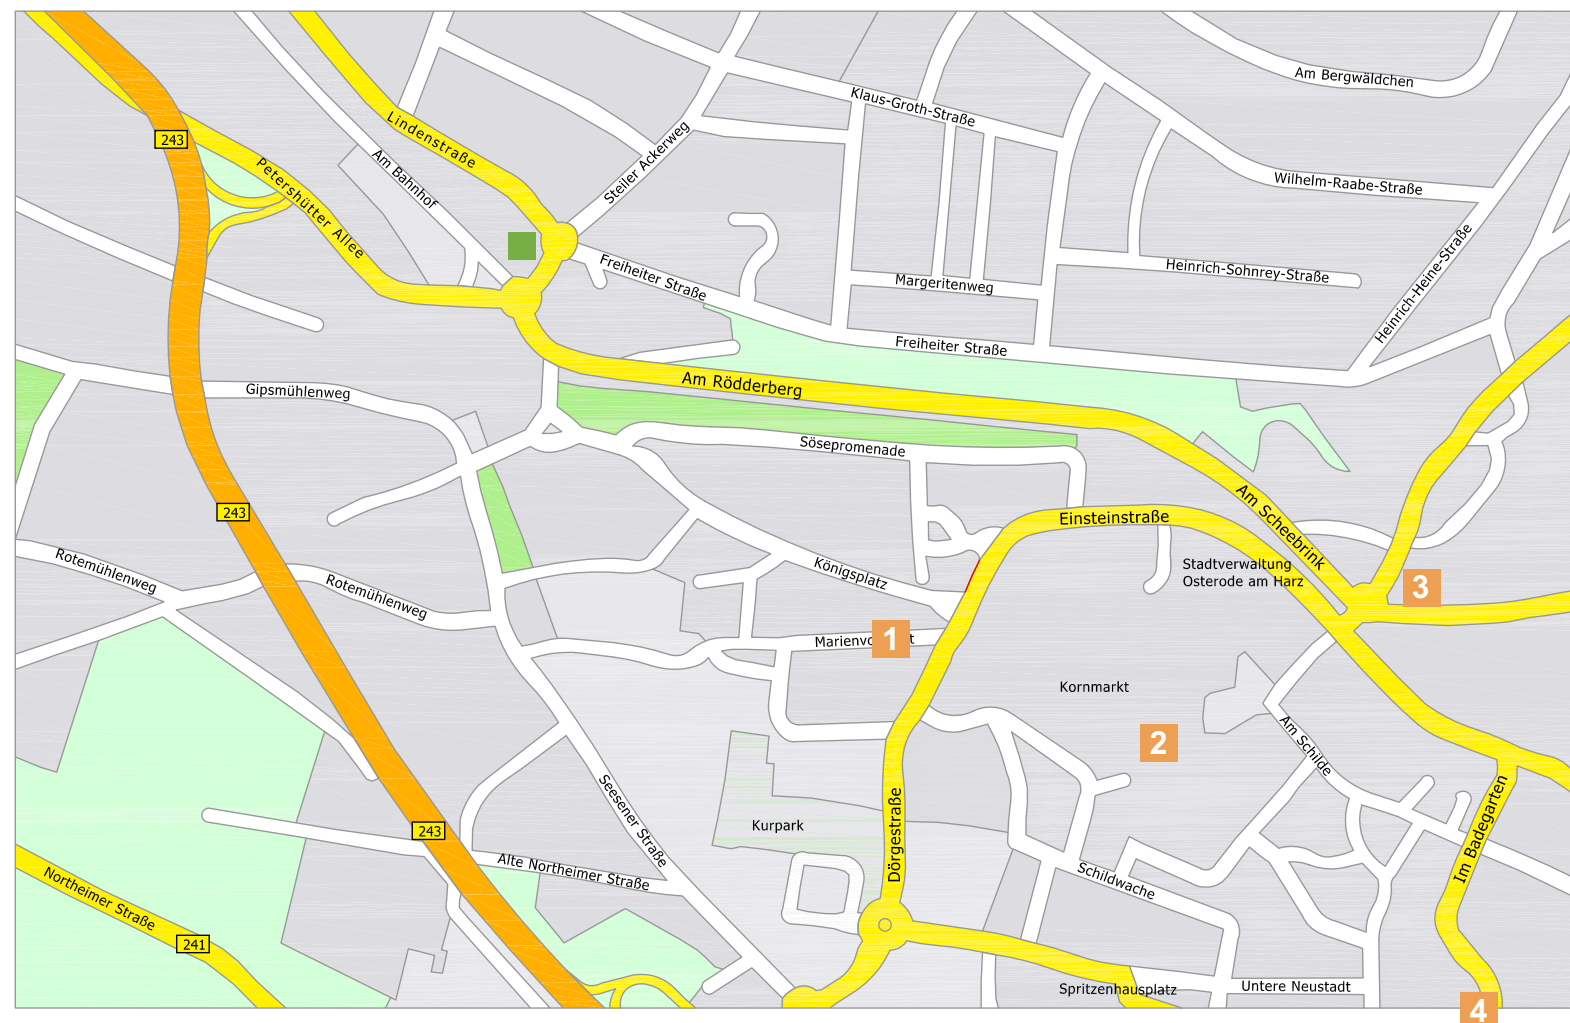 Am Bergwäldchen
Klaus-Groth-Straße
Lindenstraße
243
Steiler Ackerweg
Am Bahnhof
Petershütter Allee
Wilhelm-Raabe-Straße
Heinrich-Sohnrey-Straße
Heinrich-Heine-Straße
Freiheiter Straße
Margeritenweg
Freiheiter Straße
Am Rödderberg
Gipsmühlenweg
Sösepromenade
243
Einsteinstraße
Am Scheebrink
Stadtverwaltung
Osterode am Harz
Rotemühlenweg
Rotemühlenweg
Königsplatz
3
1
Kornmarkt
2
Am Schilde
Seesener Straße
Kurpark
Dörgestraße
Im Badegarten
243
Alte Northeimer Straße
Schildwache
Northeimer Straße
241
Spritzenhausplatz
Untere Neustadt
4